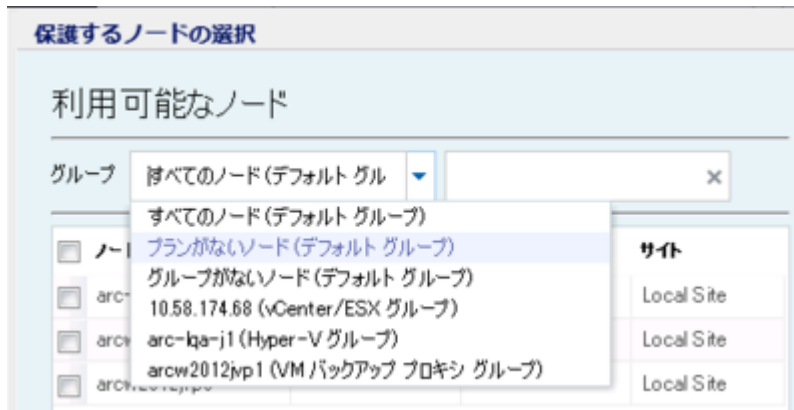 保護するノードの選択
利用可能なノード
グループ すべてのノード (デフォルト グル
すべてのノード (デフォルト グループ)
プランがないノード (デフォルト グループ)
グループがないノード (デフォルト グループ)
10.58.174.68 (vCenter/ESX グループ)
arc-lqa-j1 (Hyper-V グループ)
arcw2012jvp1 (VM バックアップ プロキシ グループ)
サイト
Local Site
Local Site
Local Site